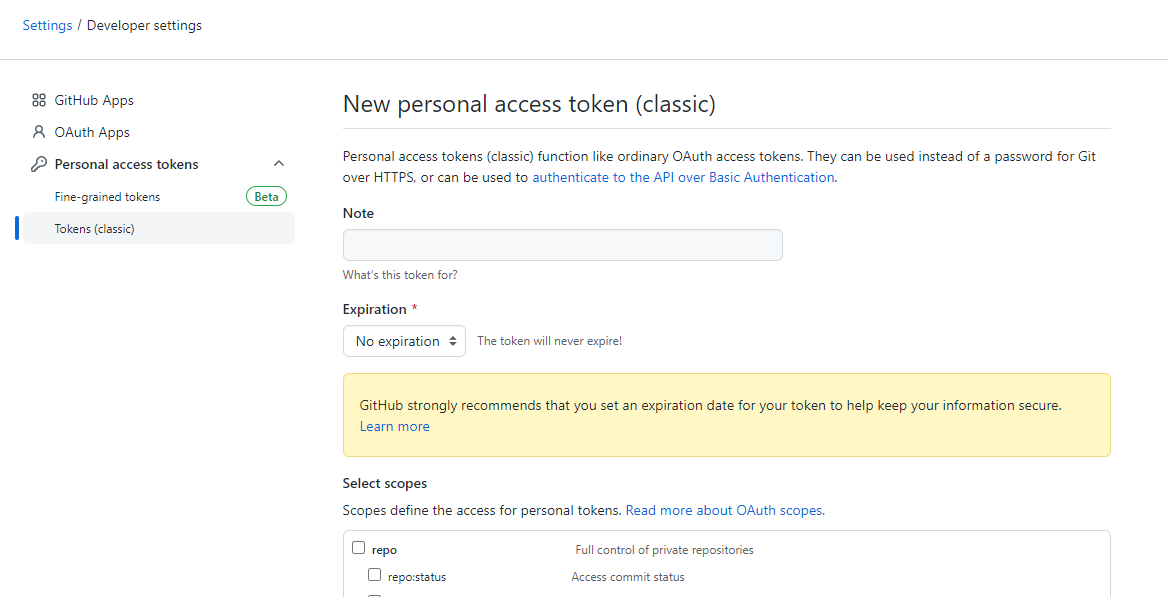 Settings / Developer settings
GitHub Apps
OAuth Apps
Personal access tokens
Fine-grained tokens Beta
Tokens (classic)
New personal access token (classic)
Personal access tokens (classic) function like ordinary OAuth access tokens. They can be used instead of a password for Git
over HTTPS, or can be used to authenticate to the API over Basic Authentication.
Note
What's this token for?
Expiration *
No expiration The token will never expire!
GitHub strongly recommends that you set an expiration date for your token to help keep your information secure.
Learn more
Select scopes
Scopes define the access for personal tokens. Read more about OAuth scopes.
repo Full control of private repositories
repo:status Access commit status